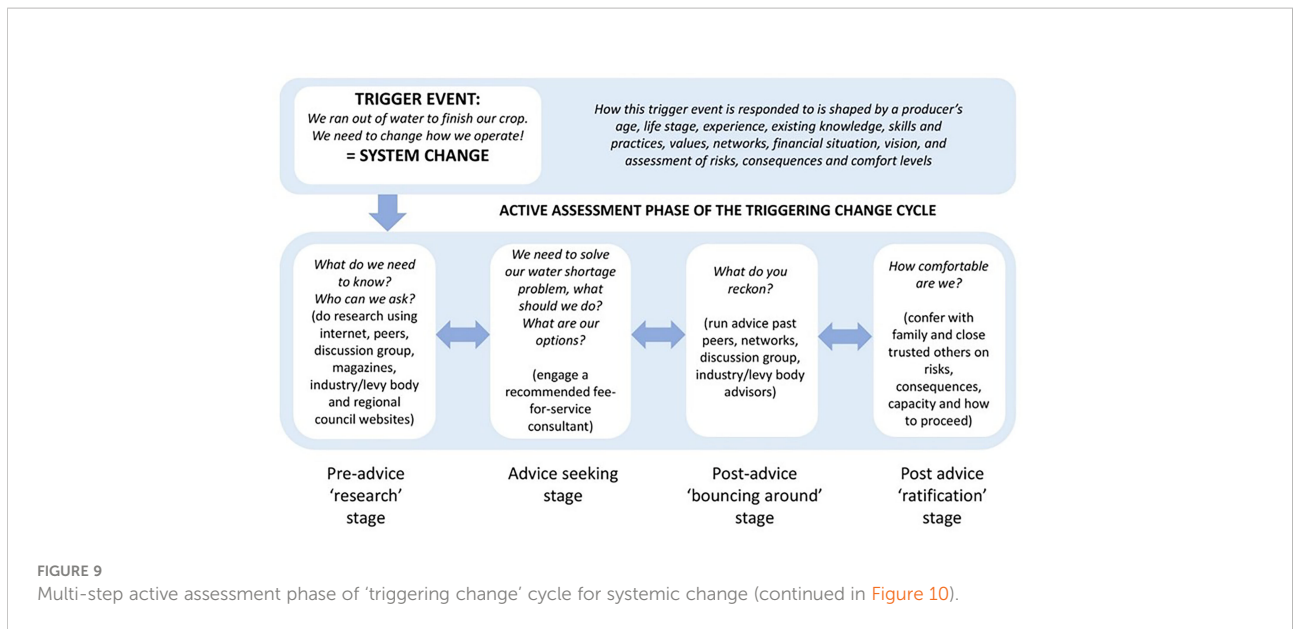 TRIGGER EVENT:
We ran out of water to finish our crop.
We need to change how we operate!
= SYSTEM CHANGE
How this trigger event is responded to is shaped by a producer's
age, life stage, experience, existing knowledge, skills and
practices, values, networks, financial situation, vision, and
assessment of risks, consequences and comfort levels
ACTIVE ASSESSMENT PHASE OF THE TRIGGERING CHANGE CYCLE
What do we need
to know?
Who can we ask?
(do research using
internet, peers,
discussion group,
magazines,
industry/levy body
and regional
council websites)
We need to solve
our water shortage
problem, what
should we do?
What are our
options?
(engage a
recommended fee-
for-service
consultant)
What do you
reckon?
(run advice past
peers, networks,
discussion group,
industry/levy body
advisors)
How comfortable
are we?
(confer with
family and close
trusted others on
risks,
consequences,
capacity and how
to proceed)
Pre-advice
'research'
stage
Advice seeking
stage
Post-advice
'bouncing around'
stage
Post advice
'ratification'
stage
FIGURE 9
Multi-step active assessment phase of 'triggering change' cycle for systemic change (continued in Figure 10).